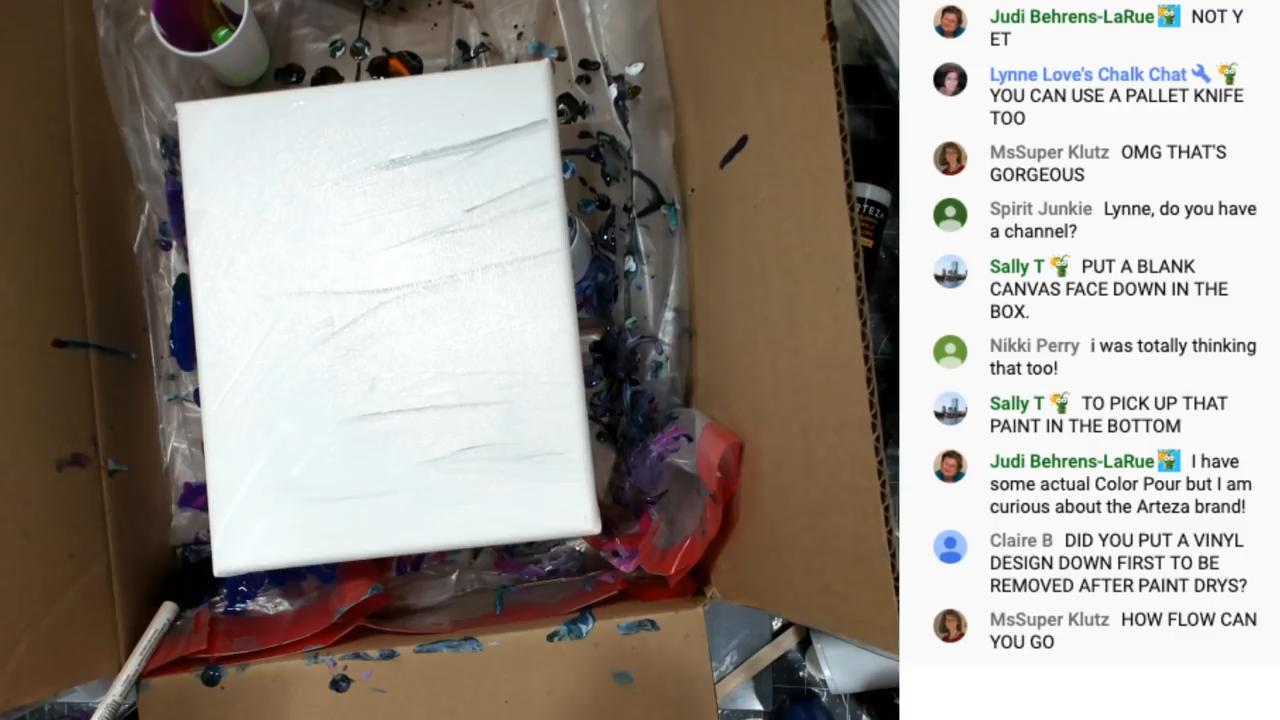 Judi Behrens-LaRue NOT Y
ET
Lynne Love's Chalk Chat
YOU CAN USE A PALLET KNIFE
TOO
MsSuper Klutz OMG THAT'S
GORGEOUS
Spirit Junkie Lynne, do you have
a channel?
Sally T PUT A BLANK
CANVAS FACE DOWN IN THE
BOX.
Nikki Perry i was totally thinking
that too!
Sally T TO PICK UP THAT
PAINT IN THE BOTTOM
Judi Behrens-LaRue I have
some actual Color Pour but I am
curious about the Arteza brand!
Claire B DID YOU PUT A VINYL
DESIGN DOWN FIRST TO BE
REMOVED AFTER PAINT DRYS?
MsSuper Klutz HOW FLOW CAN
YOU GO